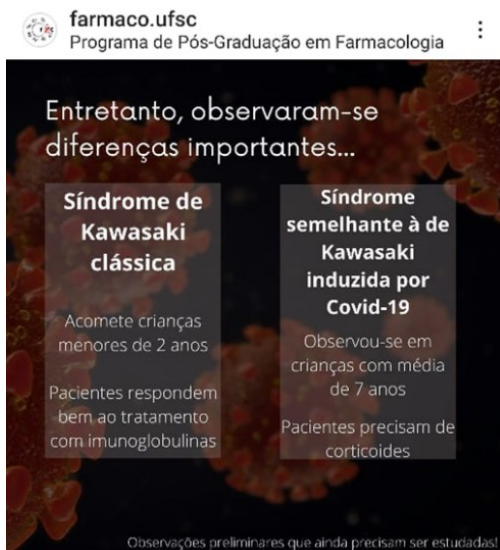 farmaco.ufsc
Programa de Pós-Graduação em Farmacologia
Entretanto, observaram-se
diferenças importantes...
Síndrome de
Kawasaki
clássica
Acomete crianças
menores de 2 anos
Pacientes respondem
bem ao tratamento
com imunoglobulinas
Síndrome
semelhante à de
Kawasaki
induzida por
Covid-19
Observou-se em
crianças com média
de 7 anos
Pacientes precisam de
corticoides
Observações preliminares que ainda precisam ser estudadas!